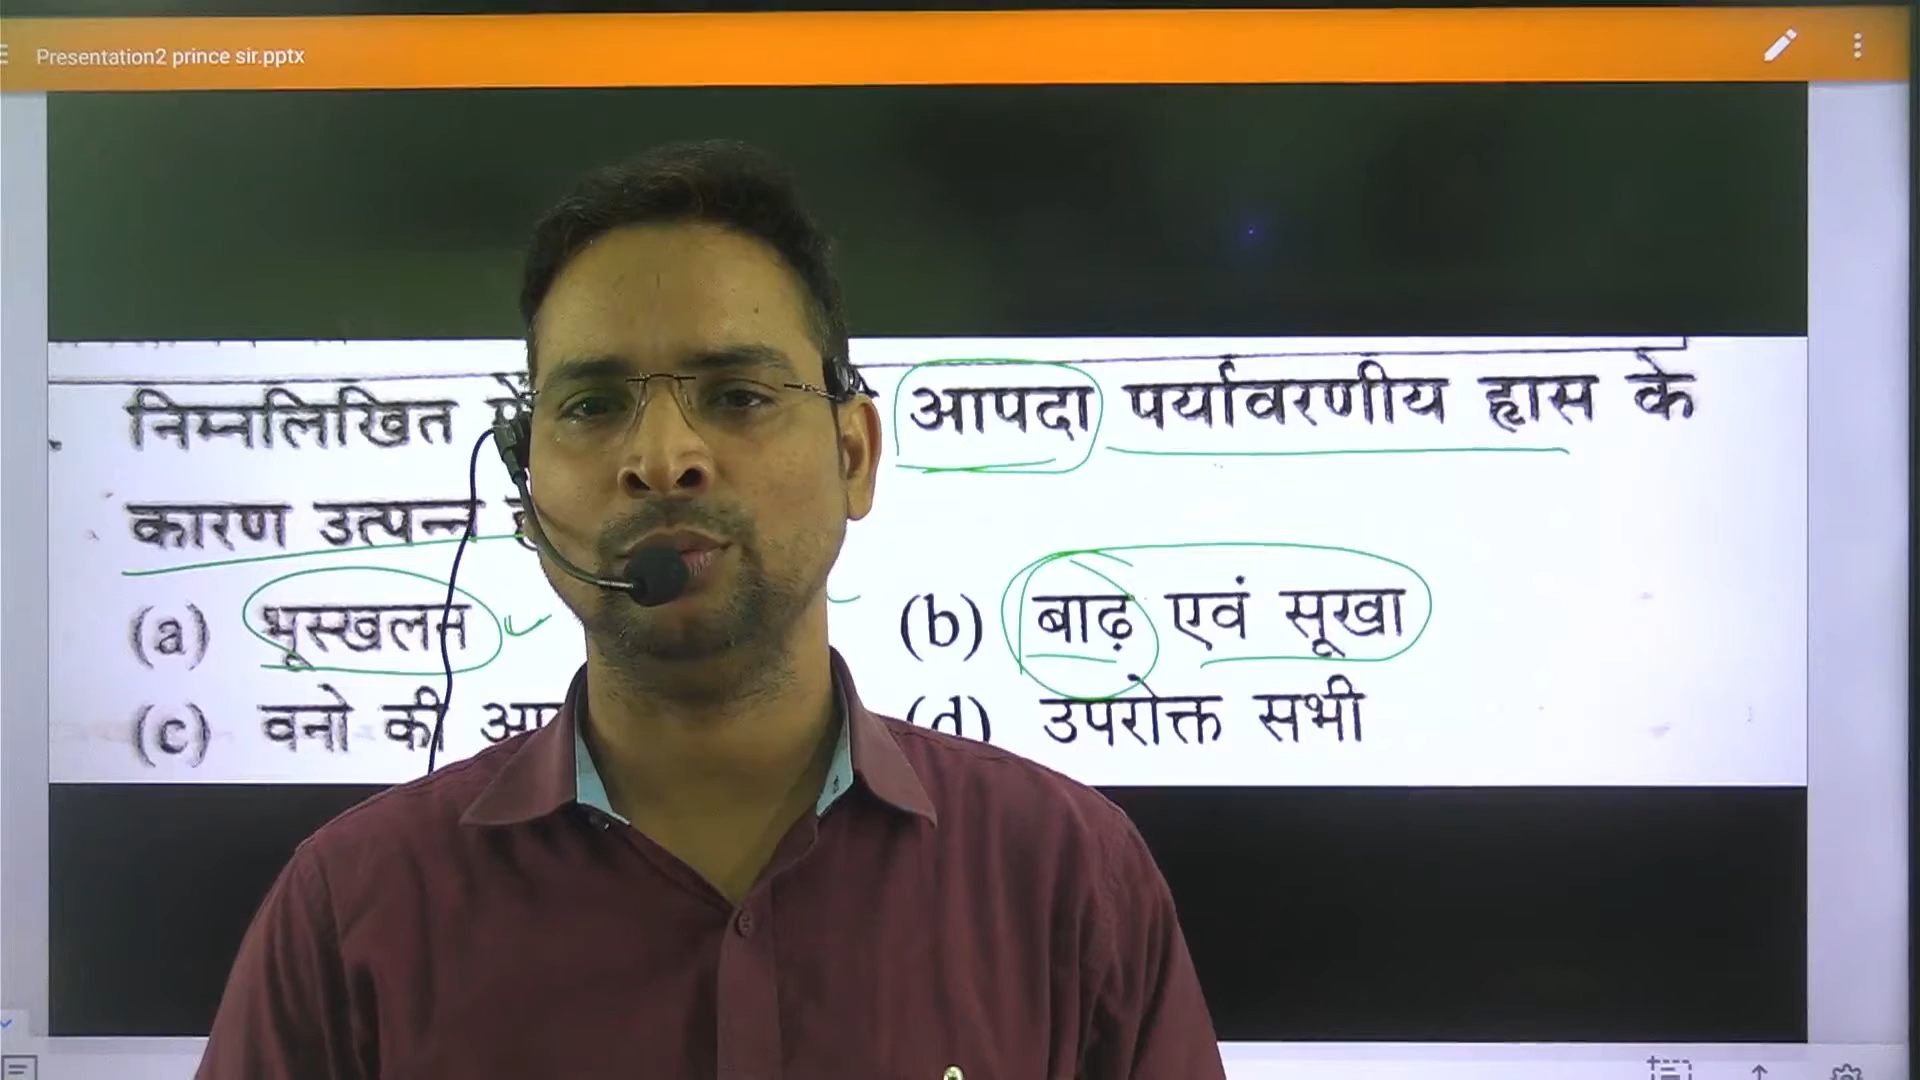 Presentation2 prince sir.pptx
निम्नलिखित में आपदा पर्यावरणीय ह्रास के
कारण उत्पन्न
(a) भूस्खलन (b) बाढ़ एवं सूखा
(c) वनो की (d) उपरोक्त सभी